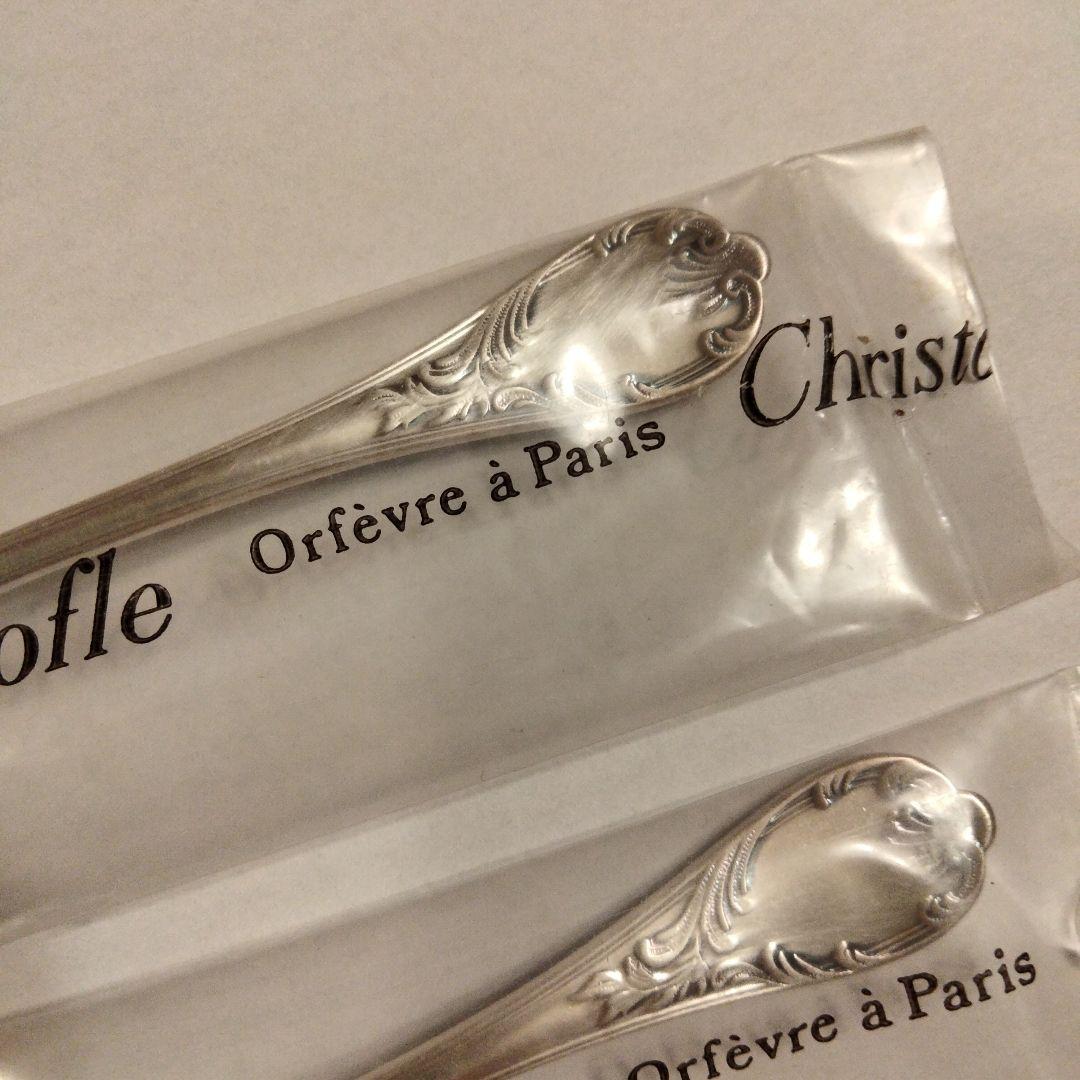 Christo
Orfèvre à Paris
ofle
Orfèvre à Paris